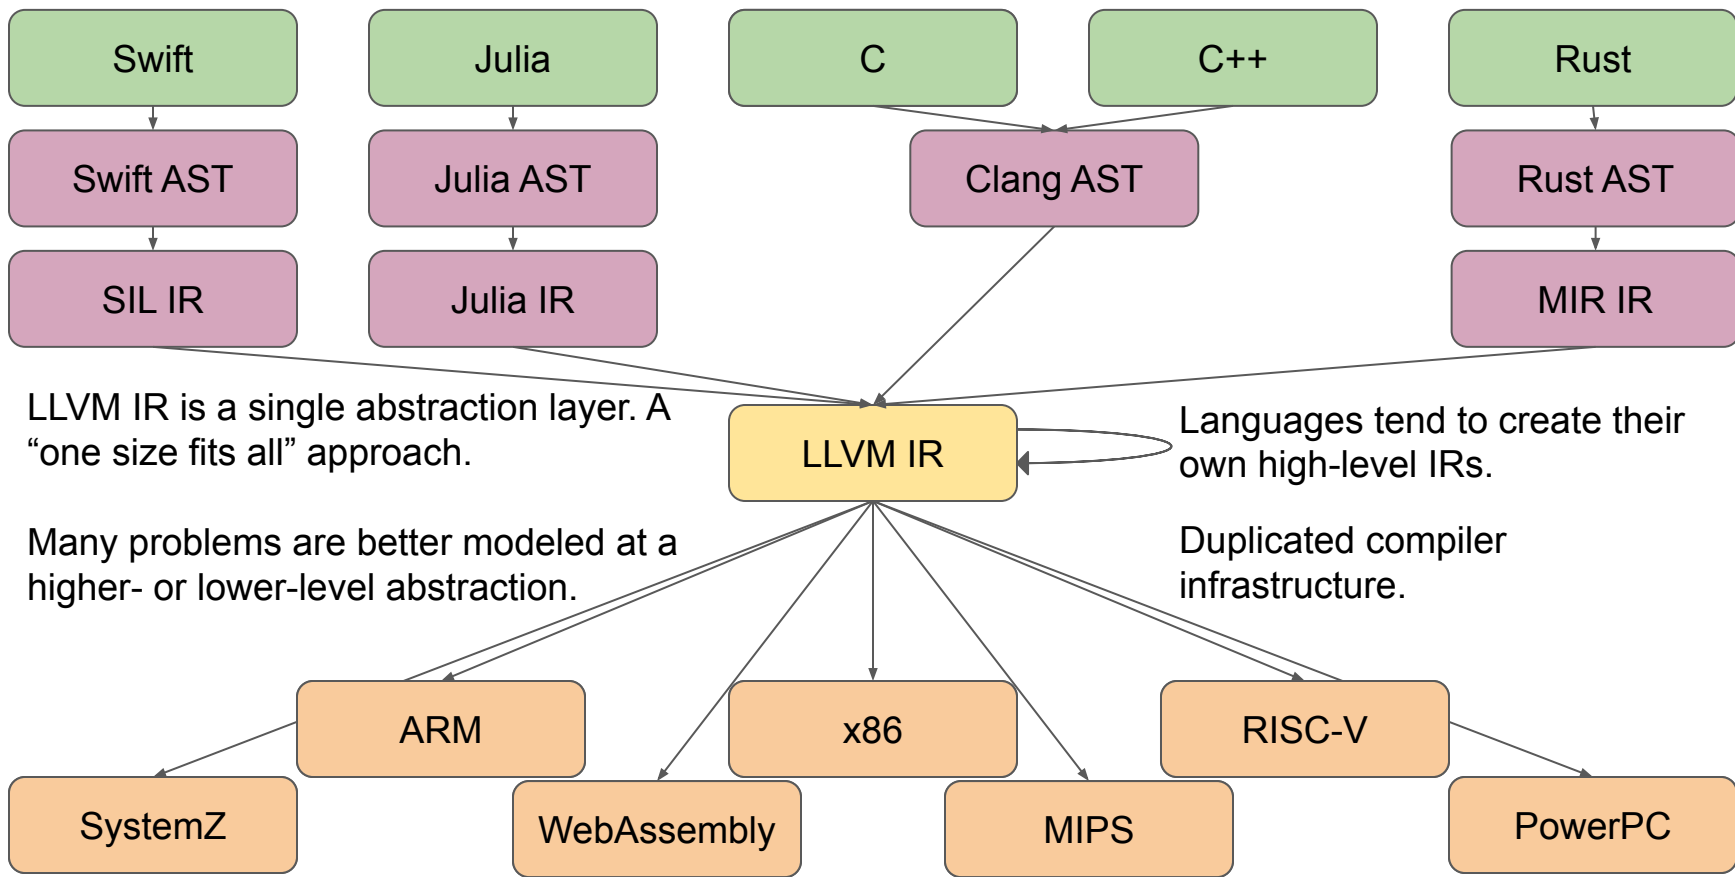 Swift
Julia
C
C++
Rust
Swift AST
Julia AST
Clang AST
Rust AST
SIL IR
Julia IR
MIR IR
LLVM IR is a single abstraction layer. A
“one size fits all” approach.
LLVM IR
Languages tend to create their
own high-level IRs.
Many problems are better modeled at a
higher- or lower-level abstraction.
Duplicated compiler
infrastructure.
ARM
x86
RISC-V
SystemZ
WebAssembly
MIPS
PowerPC